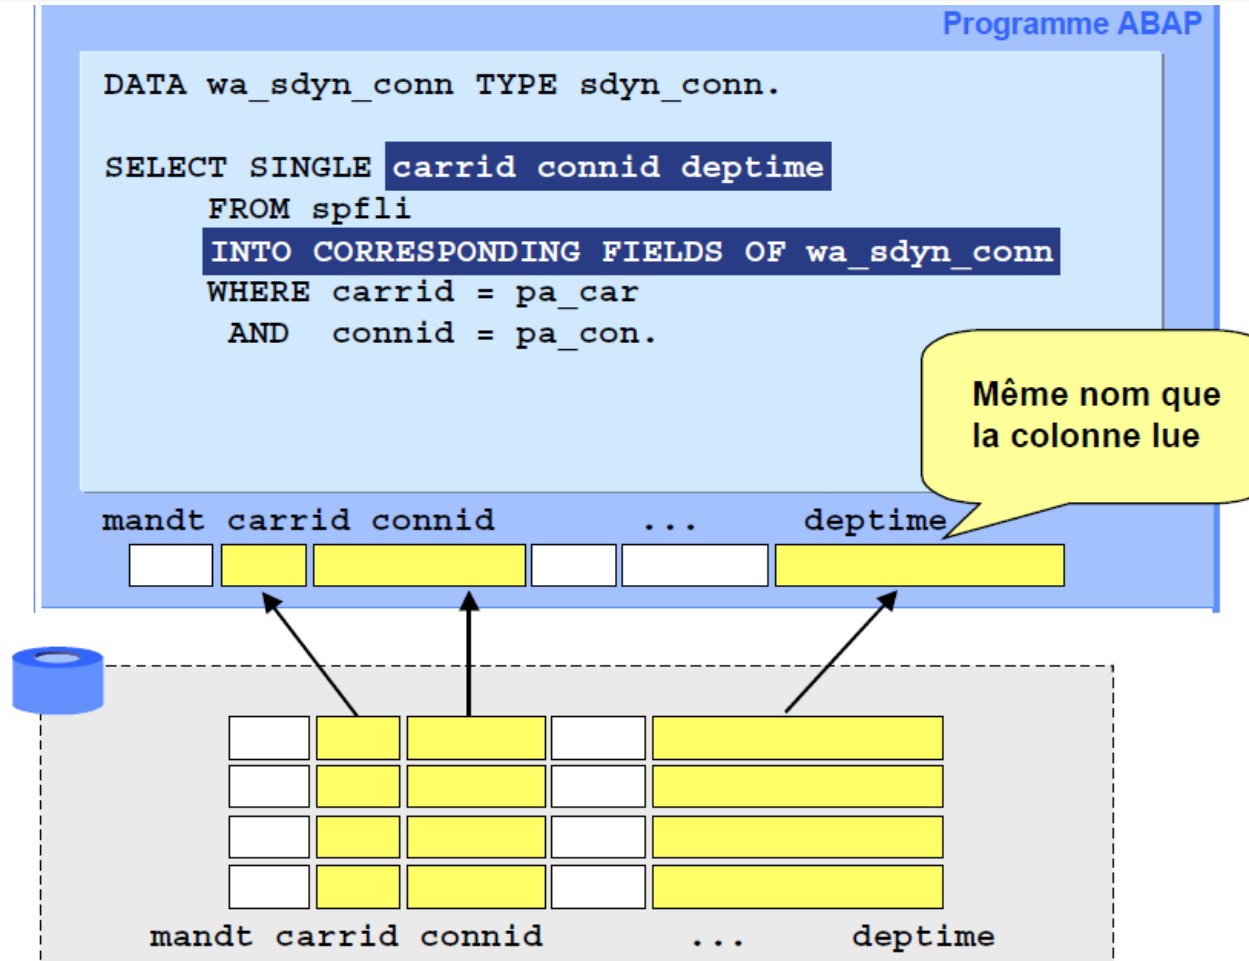 Programme ABAP
DATA wa_sdyn_conn TYPE sdyn_conn.
SELECT SINGLE carrid connid deptime
FROM spfli
INTO CORRESPONDING FIELDS OF wa_sdyn_conn
WHERE carrid = pa_car
AND connid = pa_con.
Même nom que
la colonne lue
mandt carrid connid ... deptime
mandt carrid connid ... deptime